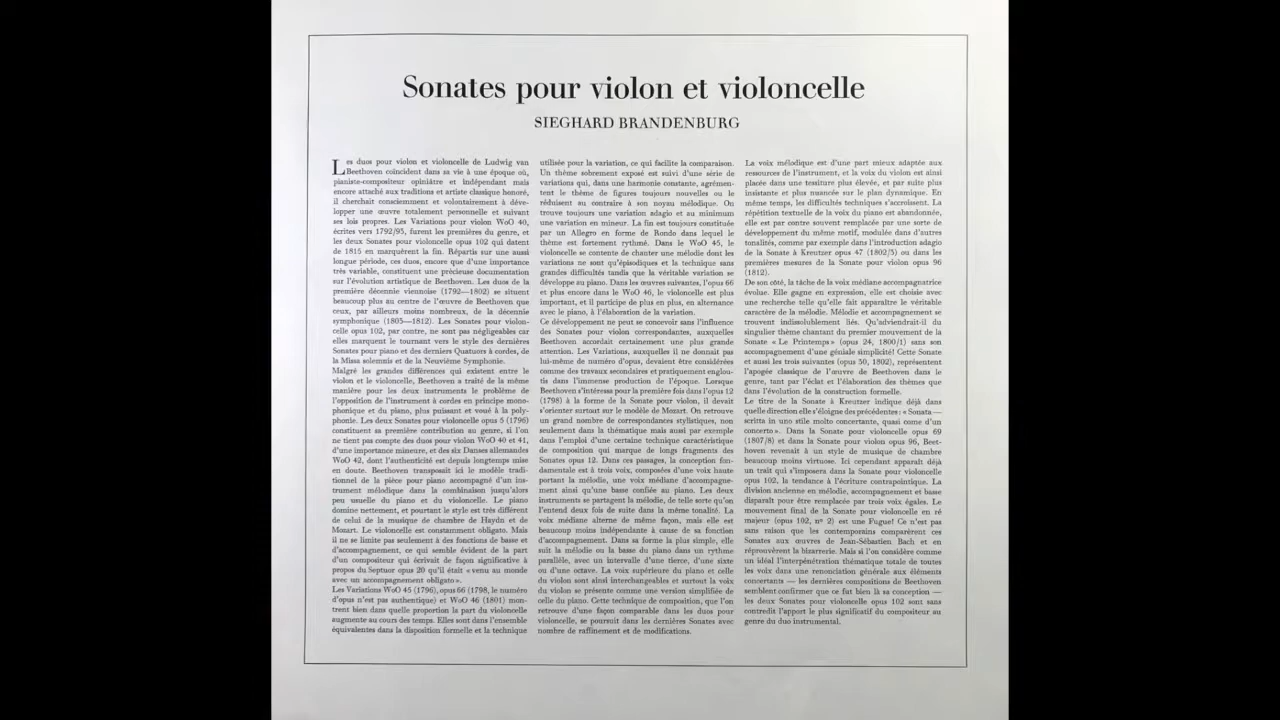 Sonates pour violon et violoncelle
SIEGHARD BRANDENBURG
Les duos pour violon et violoncelle de Ludwig van
Beethoven coïncident dans sa vie à une époque où,
pianiste-compositeur opiniâtre et indépendant mais
encore attaché aux traditions et artiste classique honoré,
il cherchait consciemment et volontairement à déve-
lopper une œuvre totalement personnelle et suivant
ses lois propres. Les Variations pour violon WoO 40,
écrites vers 1792/95, furent les premières du genre, et
les deux Sonates pour violoncelle opus 102 qui datent
de 1815 en marquèrent la fin. Répartis sur une aussi
longue période, ces duos, encore que d'une importance
très variable, constituent une précieuse documentation
sur l'évolution artistique de Beethoven. Les duos de la
première décennie viennoise (1792—1802) se situent
beaucoup plus au centre de l'œuvre de Beethoven que
ceux, par ailleurs moins nombreux, de la décennie
symphonique (1803—1812). Les Sonates pour violon-
celle opus 102, par contre, ne sont pas négligeables car
elles marquent le tournant vers le style des dernières
Sonates pour piano et des derniers Quatuors à cordes, de
la Missa solemnis et de la Neuvième Symphonie.
Malgré les grandes différences qui existent entre le
violon et le violoncelle, Beethoven a traité de la même
manière pour les deux instruments le problème de
l'opposition de l'instrument à cordes en principe mono-
phonique et du piano, plus puissant et voué à la poly-
phonie. Les deux Sonates pour violoncelle opus 5 (1796)
constituent sa première contribution au genre, si l'on
ne tient pas compte des duos pour violon WoO 40 et 41,
d'une importance mineure, et des six Danses allemandes
WoO 42, dont l'authenticité est depuis longtemps mise
en doute. Beethoven transposait ici le modèle tradi-
tionnel de la pièce pour piano accompagné d'un ins-
trument mélodique dans la combinaison jusqu'alors
peu usuelle du piano et du violoncelle. Le piano
domine nettement, et pourtant le style est très différent
de celui de la musique de chambre de Haydn et de
Mozart. Le violoncelle est constamment obligato. Mais
il ne se limite pas seulement à des fonctions de basse et
d'accompagnement, ce qui semble évident de la part
d'un compositeur qui écrivait de façon significative à
propos du Septuor opus 20 qu'il était « venu au monde
avec un accompagnement obligato ».
Les Variations WoO 45 (1796), opus 66 (1798, le numéro
d'opus n'est pas authentique) et WoO 46 (1801) mon-
trent bien dans quelle proportion la part du violoncelle
augmente au cours des temps. Elles sont dans l'ensemble
équivalentes dans la disposition formelle et la technique
utilisée pour la variation, ce qui facilite la comparaison.
Un thème sobrement exposé est suivi d'une série de
variations qui, dans une harmonie constante, agrémen-
tent le thème de figures toujours nouvelles ou le
réduisent au contraire à son noyau mélodique. On
trouve toujours une variation adagio et au minimum
une variation en mineur. La fin est toujours constituée
par un Allegro en forme de Rondo dans lequel le
thème est fortement rythmé. Dans le WoO 45, le
violoncelle se contente de chanter une mélodie dont les
variations ne sont qu'épisodiques et la technique sans
grandes difficultés tandis que la véritable variation se
développe au piano. Dans les œuvres suivantes, l'opus 66
et plus encore dans le WoO 46, le violoncelle est plus
important, et il participe de plus en plus, en alternance
avec le piano, à l'élaboration de la variation.
Ce développement ne peut se concevoir sans l'influence
des Sonates pour violon correspondantes, auxquelles
Beethoven accordait certainement une plus grande
attention. Les Variations, auxquelles il ne donnait pas
lui-même de numéro d'opus, devaient être considérées
comme des travaux secondaires et pratiquement englou-
tis dans l'immense production de l'époque. Lorsque
Beethoven s'intéressa pour la première fois dans l'opus 12
(1798) à la forme de la Sonate pour violon, il devait
s'orienter surtout sur le modèle de Mozart. On retrouve
un grand nombre de correspondances stylistiques, non
seulement dans la thématique mais aussi par exemple
dans l'emploi d'une certaine technique caractéristique
de composition qui marque de longs fragments des
Sonates opus 12. Dans ces passages, la conception fon-
damentale est à trois voix, composées d'une voix haute
portant la mélodie, une voix médiane d'accompagne-
ment ainsi qu'une basse confiée au piano. Les deux
instruments se partagent la mélodie, de telle sorte qu'on
l'entend deux fois de suite dans la même tonalité. La
voix médiane alterne de même façon, mais elle est
beaucoup moins indépendante à cause de sa fonction
d'accompagnement. Dans sa forme la plus simple, elle
suit la mélodie ou la basse du piano dans un rythme
parallèle, avec un intervalle d'une tierce, d'une sixte
ou d'une octave. La voix supérieure du piano et celle
du violon sont ainsi interchangeables et surtout la voix
du violon se présente comme une version simplifiée de
celle du piano. Cette technique de composition, que l'on
retrouve d'une façon comparable dans les duos pour
violoncelle, se poursuit dans les dernières Sonates avec
nombre de raffinement et de modifications.
La voix mélodique est d'une part mieux adaptée aux
ressources de l'instrument, et la voix du violon est ainsi
placée dans une tessiture plus élevée, et par suite plus
insistante et plus nuancée sur le plan dynamique. En
même temps, les difficultés techniques s'accroissent. La
répétition textuelle de la voix du piano est abandonnée,
elle est par contre souvent remplacée par une sorte de
développement du même motif, modulée dans d'autres
tonalités, comme par exemple dans l'introduction adagio
de la Sonate à Kreutzer opus 47 (1802/3) ou dans les
premières mesures de la Sonate pour violon opus 96
(1812).
De son côté, la tâche de la voix médiane accompagnatrice
évolue. Elle gagne en expression, elle est choisie avec
une recherche telle qu'elle fait apparaître le véritable
caractère de la mélodie. Mélodie et accompagnement se
trouvent indissolublement liés. Qu'adviendrait-il du
singulier thème chantant du premier mouvement de la
Sonate « Le Printemps » (opus 24, 1800/1) sans son
accompagnement d'une géniale simplicité! Cette Sonate
et aussi les trois suivantes (opus 30, 1802), représentent
l'apogée classique de l'œuvre de Beethoven dans le
genre, tant par l'éclat et l'élaboration des thèmes que
dans l'évolution de la construction formelle.
Le titre de la Sonate à Kreutzer indique déjà dans
quelle direction elle s'éloigne des précédentes: « Sonata —
scritta in uno stile molto concertante, quasi come d'un
concerto ». Dans la Sonate pour violoncelle opus 69
(1807/8) et dans la Sonate pour violon opus 96, Beet-
hoven revenait à un style de musique de chambre
beaucoup moins virtuose. Ici cependant apparaît déjà
un trait qui s'imposera dans la Sonate pour violoncelle
opus 102, la tendance à l'écriture contrapointique. La
division ancienne en mélodie, accompagnement et basse
disparaît pour être remplacée par trois voix égales. Le
mouvement final de la Sonate pour violoncelle en ré
majeur (opus 102, nº 2) est une Fugue! Ce n'est pas
sans raison que les contemporains comparèrent ces
Sonates aux œuvres de Jean-Sébastien Bach et en
réprouvèrent la bizarrerie. Mais si l'on considère comme
un idéal l'interpénétration thématique totale de toutes
les voix dans une renonciation générale aux éléments
concertants — les dernières compositions de Beethoven
semblent confirmer que ce fut bien là sa conception —
les deux Sonates pour violoncelle opus 102 sont sans
contredit l'apport le plus significatif du compositeur au
genre du duo instrumental.